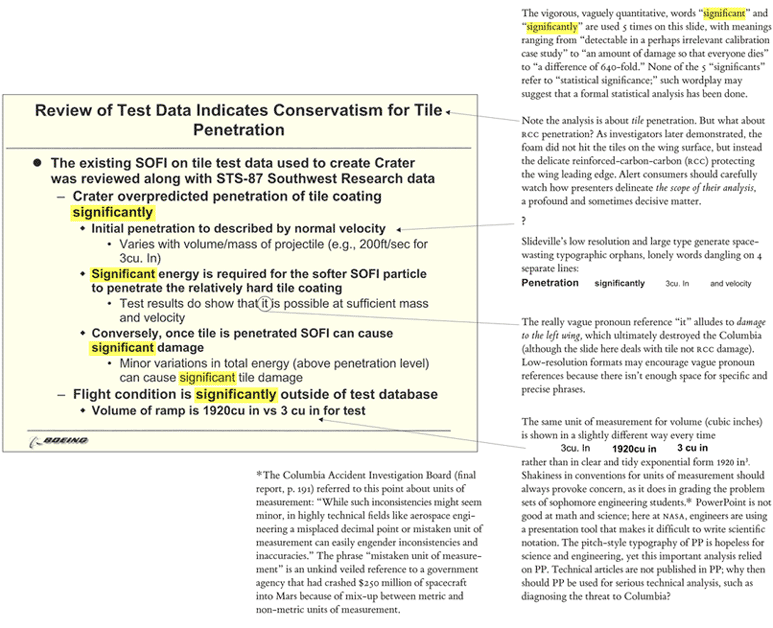 Review of Test Data Indicates Conservatism for Tile
Penetration
● The existing SOFI on tile test data used to create Crater
was reviewed along with STS-87 Southwest Research data
– Crater overpredicted penetration of tile coating
significantly
◆ Initial penetration to described by normal velocity
• Varies with volume/mass of projectile (e.g., 200ft/sec for
3cu. In)
◆ Significant energy is required for the softer SOFI particle
to penetrate the relatively hard tile coating
• Test results do show that it is possible at sufficient mass
and velocity
◆ Conversely, once tile is penetrated SOFI can cause
significant damage
• Minor variations in total energy (above penetration level)
can cause significant tile damage
– Flight condition is significantly outside of test database
◆ Volume of ramp is 1920cu in vs 3 cu in for test
BOEING
The vigorous, vaguely quantitative, words “significant” and
“significantly” are used 5 times on this slide, with meanings
ranging from “detectable in a perhaps irrelevant calibration
case study” to “an amount of damage so that everyone dies”
to “a difference of 640-fold.” None of the 5 “significants”
refer to “statistical significance;” such wordplay may
suggest that a formal statistical analysis has been done.
Note the analysis is about tile penetration. But what about
RCC penetration? As investigators later demonstrated, the
foam did not hit the tiles on the wing surface, but instead
the delicate reinforced-carbon-carbon (RCC) protecting
the wing leading edge. Alert consumers should carefully
watch how presenters delineate the scope of their analysis,
a profound and sometimes decisive matter.
?
Slideville’s low resolution and large type generate space-
wasting typographic orphans, lonely words dangling on 4
separate lines:
Penetration significantly 3cu. In and velocity
The really vague pronoun reference “it” alludes to damage
to the left wing, which ultimately destroyed the Columbia
(although the slide here deals with tile not RCC damage).
Low-resolution formats may encourage vague pronoun
references because there isn’t enough space for specific and
precise phrases.
The same unit of measurement for volume (cubic inches)
is shown in a slightly different way every time
3cu. In 1920cu in 3 cu in
rather than in clear and tidy exponential form 1920 in³.
Shakiness in conventions for units of measurement should
always provoke concern, as it does in grading the problem
sets of sophomore engineering students.* PowerPoint is not
good at math and science; here at NASA, engineers are using
a presentation tool that makes it difficult to write scientific
notation. The pitch-style typography of PP is hopeless for
science and engineering, yet this important analysis relied
on PP. Technical articles are not published in PP; why then
should PP be used for serious technical analysis, such as
diagnosing the threat to Columbia?
*The Columbia Accident Investigation Board (final
report, p. 191) referred to this point about units of
measurement: “While such inconsistencies might seem
minor, in highly technical fields like aerospace engi-
neering a misplaced decimal point or mistaken unit of
measurement can easily engender inconsistencies and
inaccuracies.” The phrase “mistaken unit of measure-
ment” is an unkind veiled reference to a government
agency that had crashed $250 million of spacecraft
into Mars because of mix-up between metric and
non-metric units of measurement.